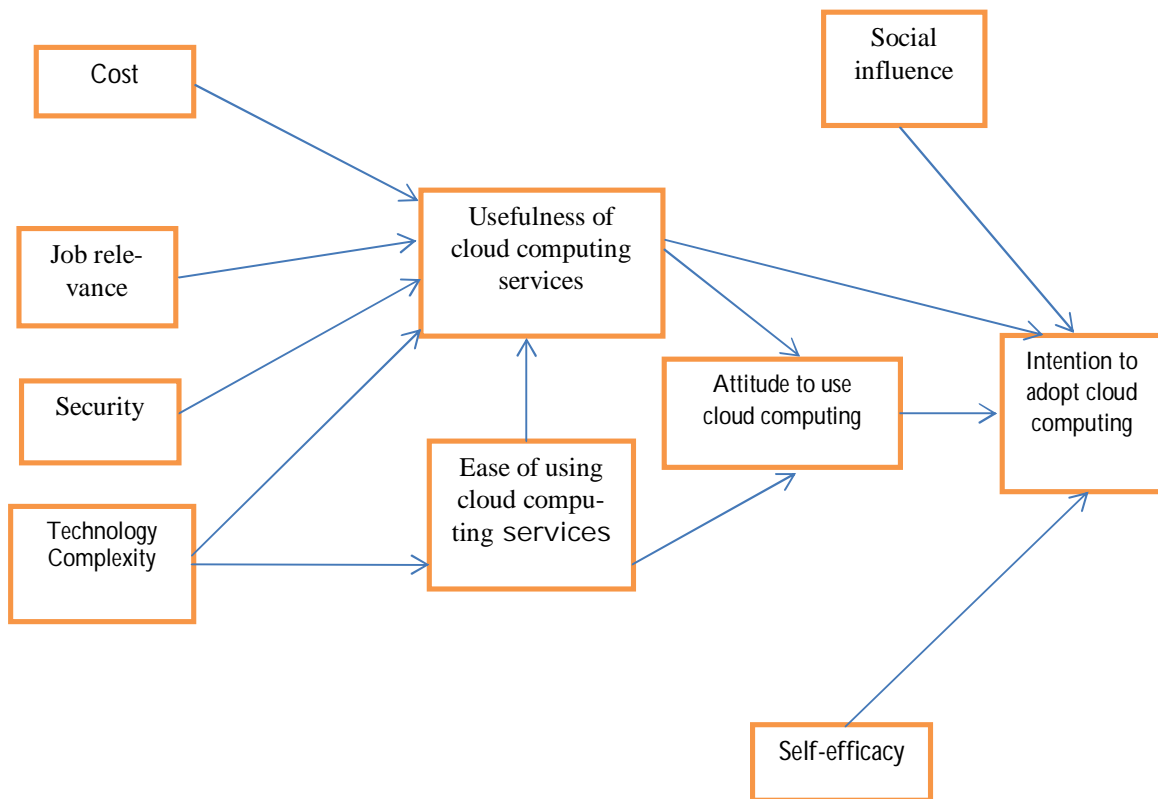 Cost
Social
influence
Usefulness of
cloud computing
services
Job rele-
vance
Intention to
adopt cloud
computing
Attitude to use
cloud computing
Security
Ease of using
cloud compu-
ting services
Technology
Complexity
Self-efficacy